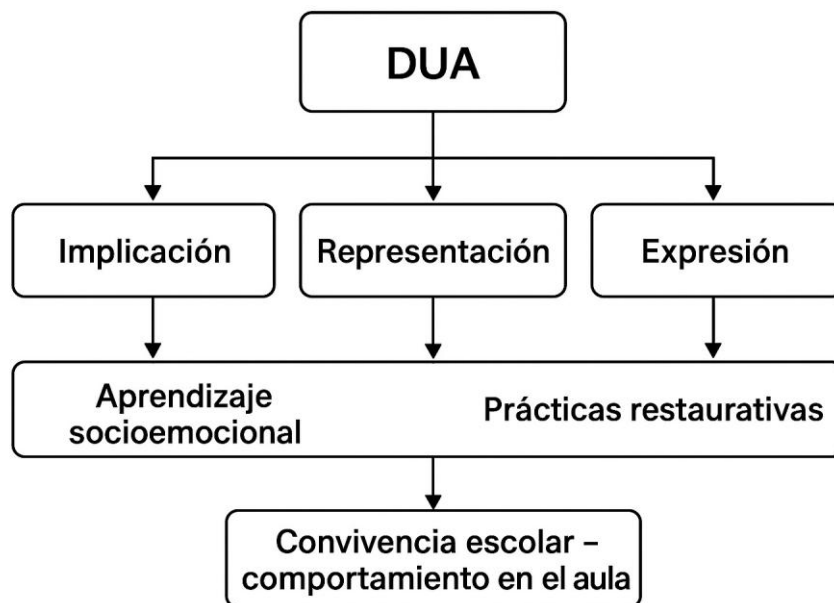 DUA
Implicación
Representación
Expresión
Aprendizaje
socioemocional
Prácticas restaurativas
Convivencia escolar –
comportamiento en el aula